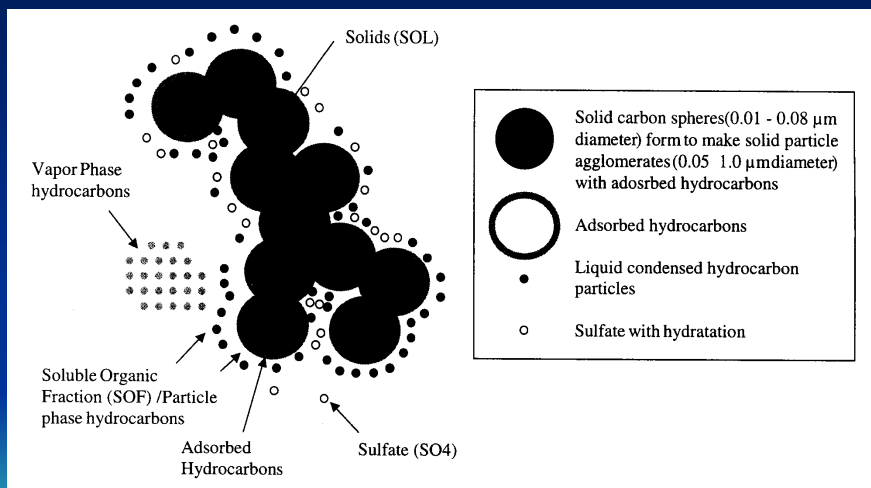 Solids (SOL)
Vapor Phase
hydrocarbons
Soluble Organic
Fraction (SOF) /Particle
phase hydrocarbons
Adsorbed
Hydrocarbons
Sulfate (SO4)
Solid carbon spheres(0.01 - 0.08 µm
diameter) form to make solid particle
agglomerates (0.05 1.0 µmdiameter)
with adosrbed hydrocarbons
Adsorbed hydrocarbons
Liquid condensed hydrocarbon
particles
Sulfate with hydratation